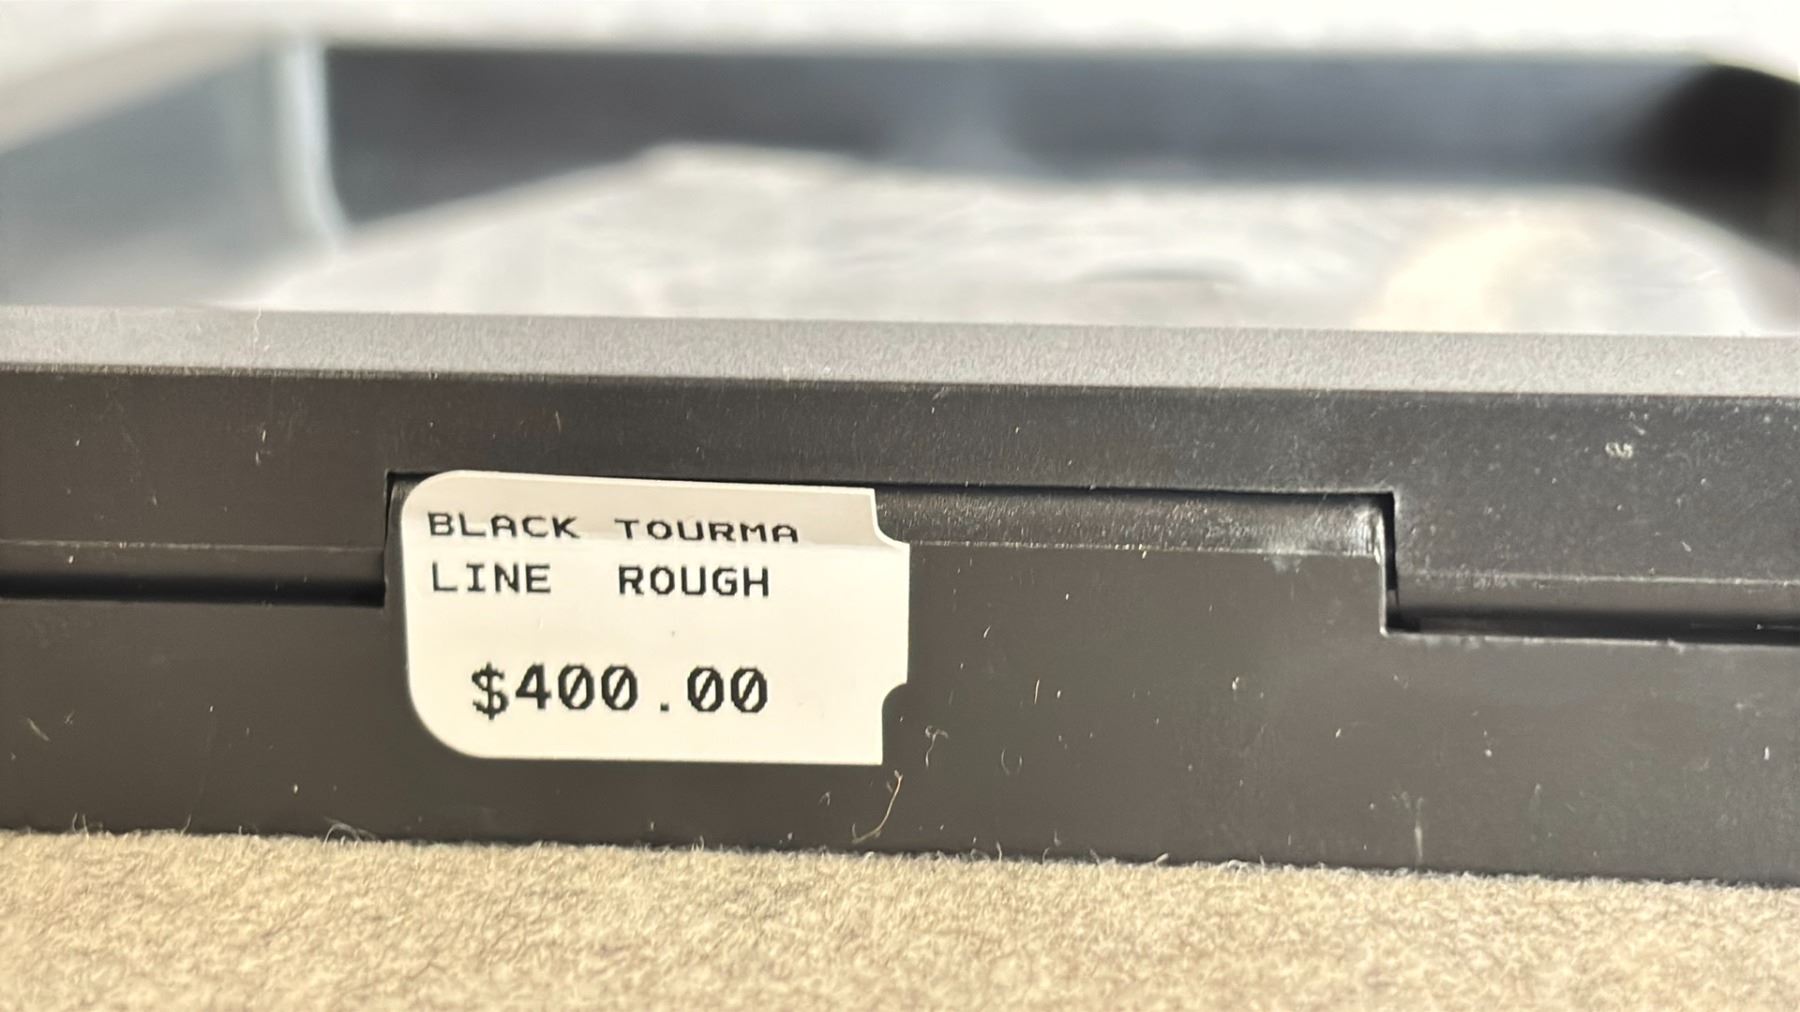 BLACK TOURMA
LINE ROUGH
$400.00